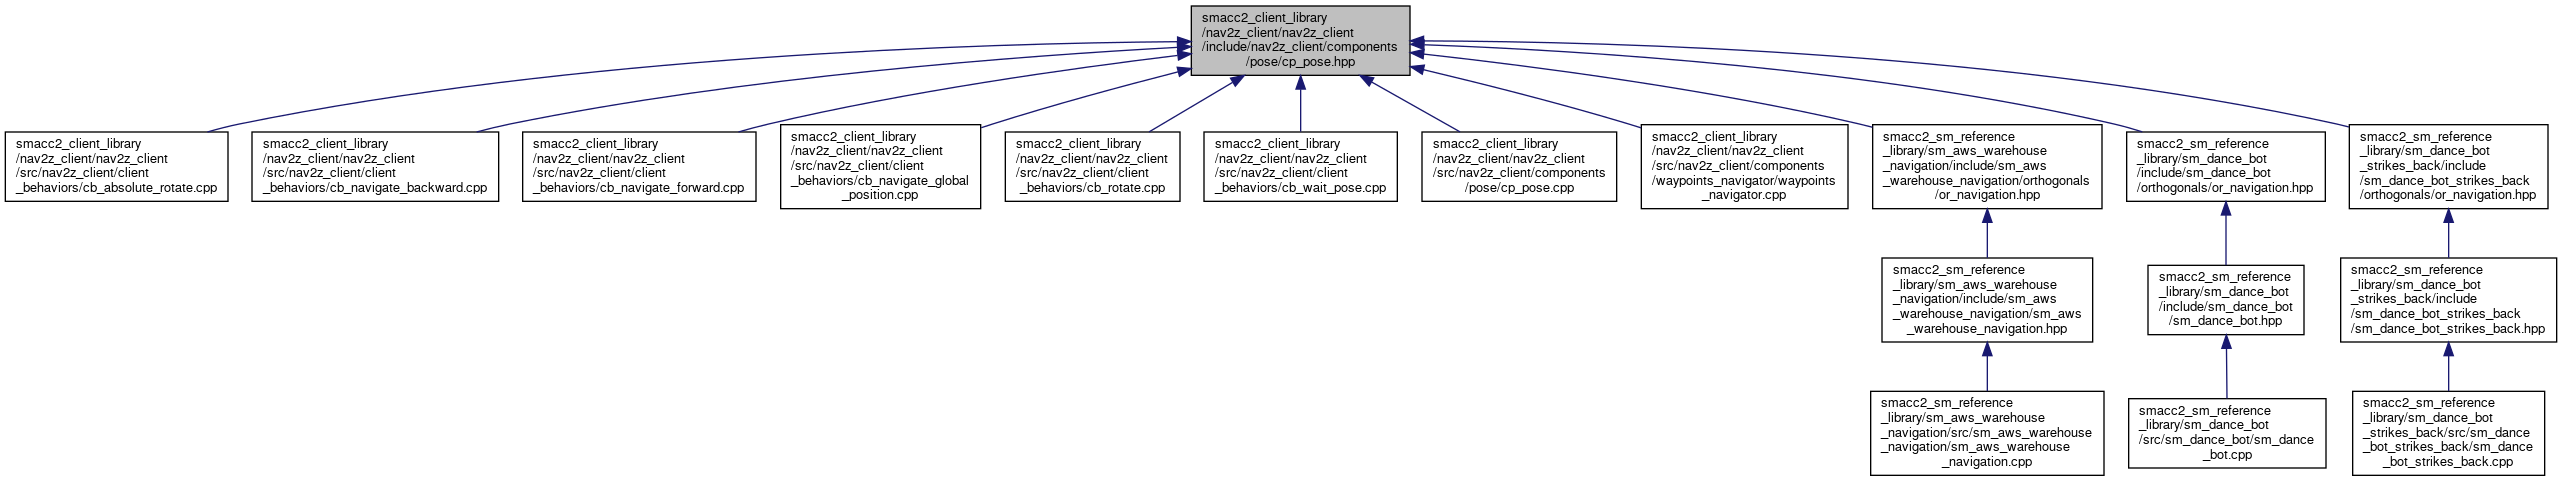 smacc2_client_library
/nav2z_client/nav2z_client
/include/nav2z_client/components
/pose/cp_pose.hpp
smacc2_client_library
/nav2z_client/nav2z_client
/src/nav2z_client/client
_behaviors/cb_absolute_rotate.cpp
smacc2_client_library
/nav2z_client/nav2z_client
/src/nav2z_client/client
_behaviors/cb_navigate_backward.cpp
smacc2_client_library
/nav2z_client/nav2z_client
/src/nav2z_client/client
_behaviors/cb_navigate_forward.cpp
smacc2_client_library
/nav2z_client/nav2z_client
/src/nav2z_client/client
_behaviors/cb_navigate_global
_position.cpp
smacc2_client_library
/nav2z_client/nav2z_client
/src/nav2z_client/client
_behaviors/cb_rotate.cpp
smacc2_client_library
/nav2z_client/nav2z_client
/src/nav2z_client/client
_behaviors/cb_wait_pose.cpp
smacc2_client_library
/nav2z_client/nav2z_client
/src/nav2z_client/components
/pose/cp_pose.cpp
smacc2_client_library
/nav2z_client/nav2z_client
/src/nav2z_client/components
/waypoints_navigator/waypoints
_navigator.cpp
smacc2_sm_reference
_library/sm_aws_warehouse
_navigation/include/sm_aws
_warehouse_navigation/orthogonals
/or_navigation.hpp
smacc2_sm_reference
_library/sm_dance_bot
/include/sm_dance_bot
/orthogonals/or_navigation.hpp
smacc2_sm_reference
_library/sm_dance_bot
_strikes_back/include
/sm_dance_bot_strikes_back
/orthogonals/or_navigation.hpp
smacc2_sm_reference
_library/sm_aws_warehouse
_navigation/include/sm_aws
_warehouse_navigation/sm_aws
_warehouse_navigation.hpp
smacc2_sm_reference
_library/sm_dance_bot
/include/sm_dance_bot
/sm_dance_bot.hpp
smacc2_sm_reference
_library/sm_dance_bot
_strikes_back/include
/sm_dance_bot_strikes_back
/sm_dance_bot_strikes_back.hpp
smacc2_sm_reference
_library/sm_aws_warehouse
_navigation/src/sm_aws_warehouse
_navigation/sm_aws_warehouse
_navigation.cpp
smacc2_sm_reference
_library/sm_dance_bot
/src/sm_dance_bot/sm_dance
_bot.cpp
smacc2_sm_reference
_library/sm_dance_bot
_strikes_back/src/sm_dance
_bot_strikes_back/sm_dance
_bot_strikes_back.cpp